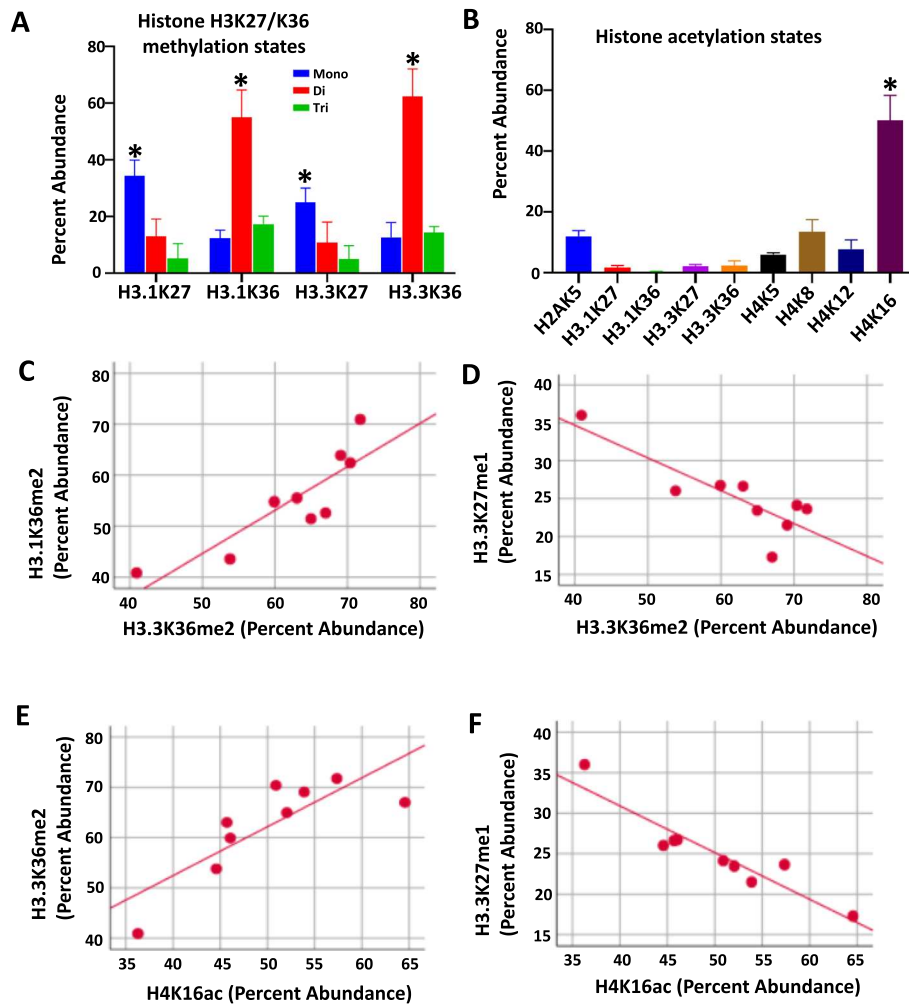 A
Histone H3K27/K36
methylation states
Percent Abundance
80
60
40
20
0
Mono
Di
Tri
*
*
*
*
H3.1K27
H3.1K36
H3.3K27
H3.3K36
B
Histone acetylation states
Percent Abundance
80
60
40
20
0
*
H2AK5
H3.1K27
H3.1K36
H3.3K27
H3.3K36
H4K5
H4K8
H4K12
H4K16
C
H3.1K36me2
(Percent Abundance)
80
70
60
50
40
40 50 60 70 80
H3.3K36me2 (Percent Abundance)
D
H3.3K27me1
(Percent Abundance)
40
35
30
25
20
15
40 50 60 70 80
H3.3K36me2 (Percent Abundance)
E
H3.3K36me2
(Percent Abundance)
80
70
60
50
40
35 40 45 50 55 60 65
H4K16ac (Percent Abundance)
F
H3.3K27me1
(Percent Abundance)
40
35
30
25
20
15
35 40 45 50 55 60 65
H4K16ac (Percent Abundance)